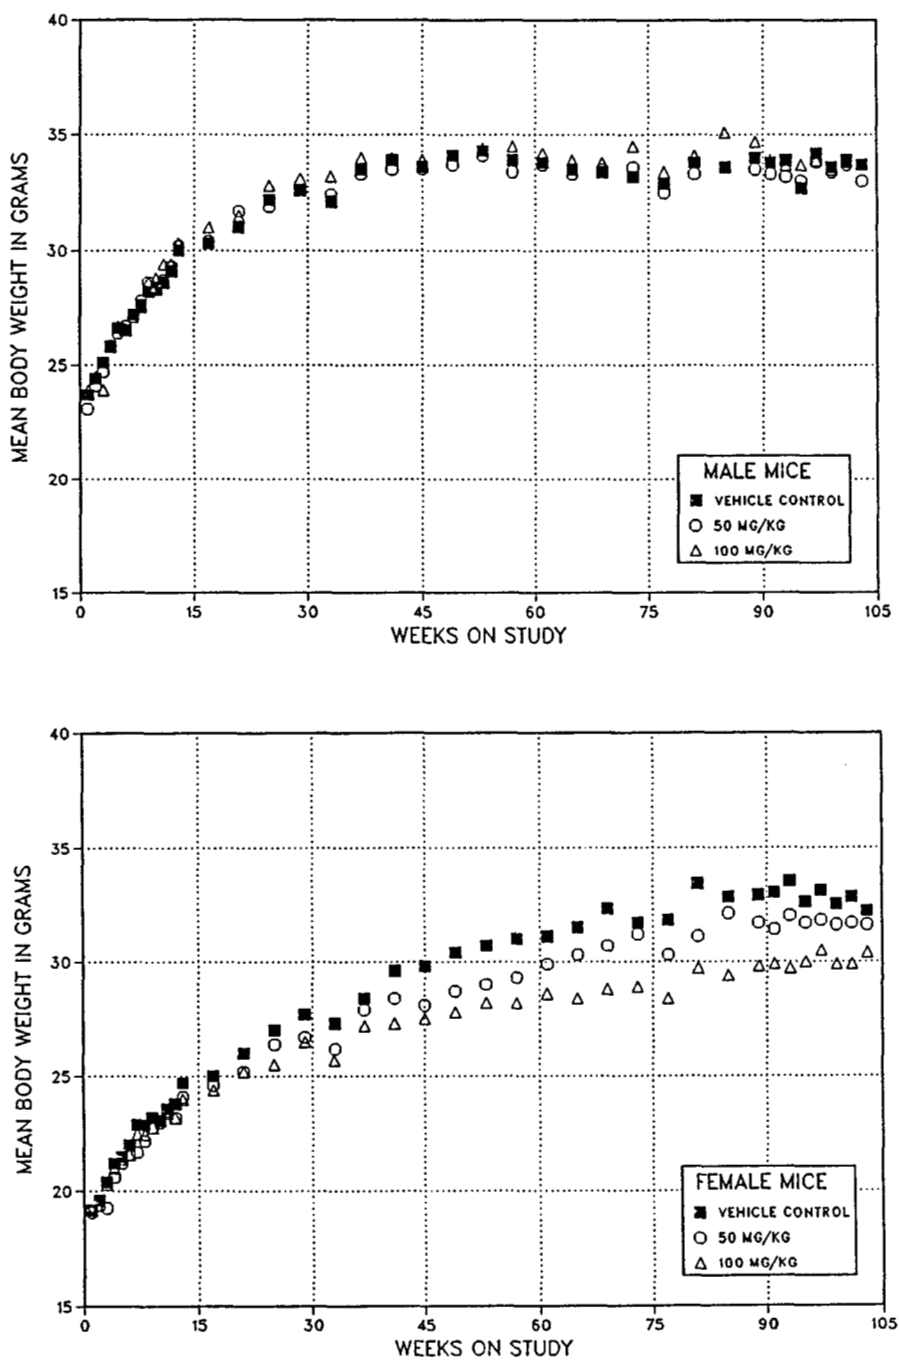 40
35
30
25
20
15
MEAN BODY WEIGHT IN GRAMS
MALE MICE
VEHICLE CONTROL
50 MG/KG
100 MG/KG
0 15 30 45 60 75 90 105
WEEKS ON STUDY
40
35
30
25
20
15
MEAN BODY WEIGHT IN GRAMS
FEMALE MICE
VEHICLE CONTROL
50 MG/KG
100 MG/KG
0 15 30 45 60 75 90 105
WEEKS ON STUDY